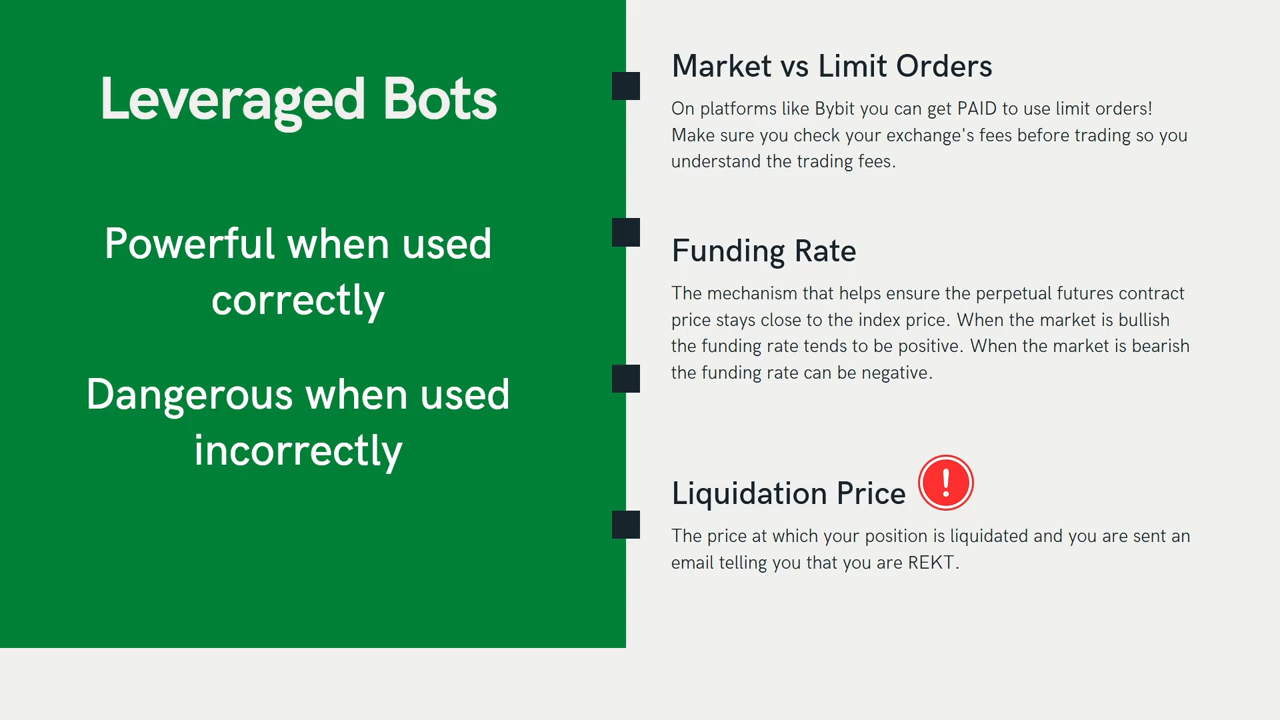 Leveraged Bots
Powerful when used
correctly
Dangerous when used
incorrectly
Market vs Limit Orders
On platforms like Bybit you can get PAID to use limit orders!
Make sure you check your exchange's fees before trading so you
understand the trading fees.
Funding Rate
The mechanism that helps ensure the perpetual futures contract
price stays close to the index price. When the market is bullish
the funding rate tends to be positive. When the market is bearish
the funding rate can be negative.
Liquidation Price !
The price at which your position is liquidated and you are sent an
email telling you that you are REKT.